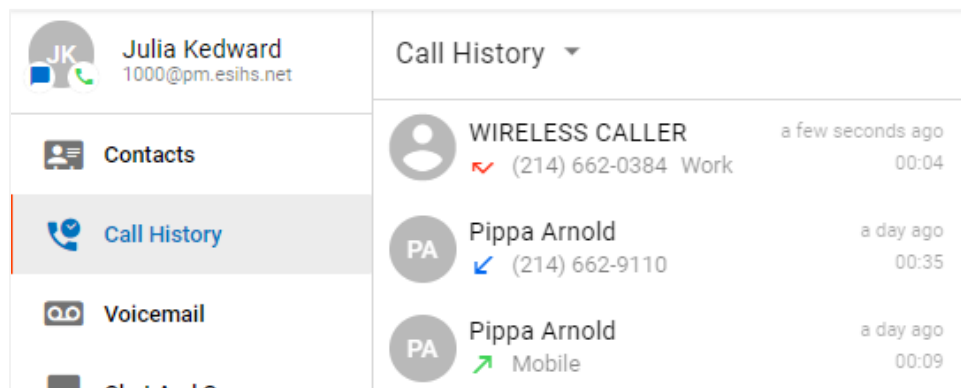 JK
Julia Kedward
1000@pm.esihs.net
Contacts
Call History
Voicemail
Call History
WIRELESS CALLER a few seconds ago
(214) 662-0384 Work 00:04
PA
Pippa Arnold a day ago
(214) 662-9110 00:35
PA
Pippa Arnold a day ago
Mobile 00:09